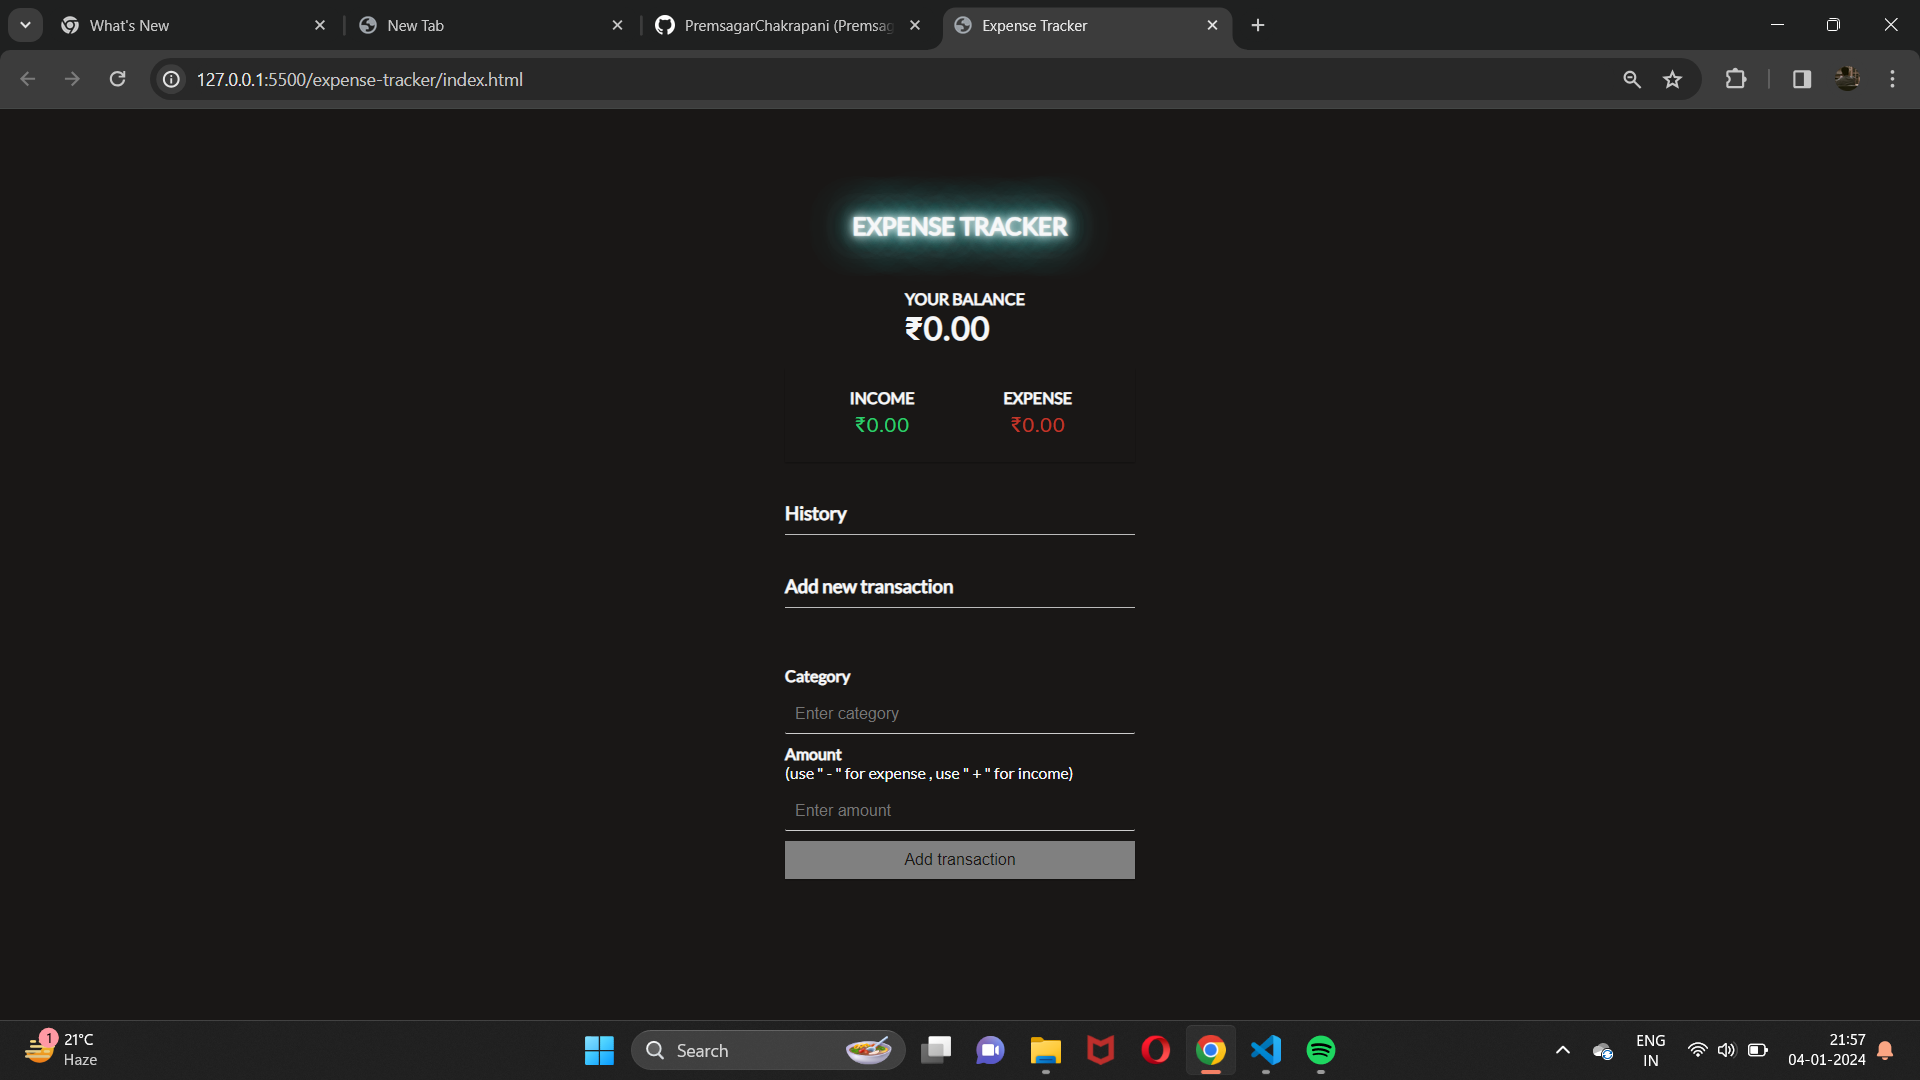 What's New
New Tab
PremsagarChakrapani (Premsag
Expense Tracker
127.0.0.1:5500/expense-tracker/index.html
EXPENSE TRACKER
YOUR BALANCE
₹0.00
INCOME EXPENSE
₹0.00 ₹0.00
History
Add new transaction
Category
Enter category
Amount
(use " - " for expense , use " + " for income)
Enter amount
Add transaction
1
21°C
Haze
Search
ENG
IN
21:57
04-01-2024